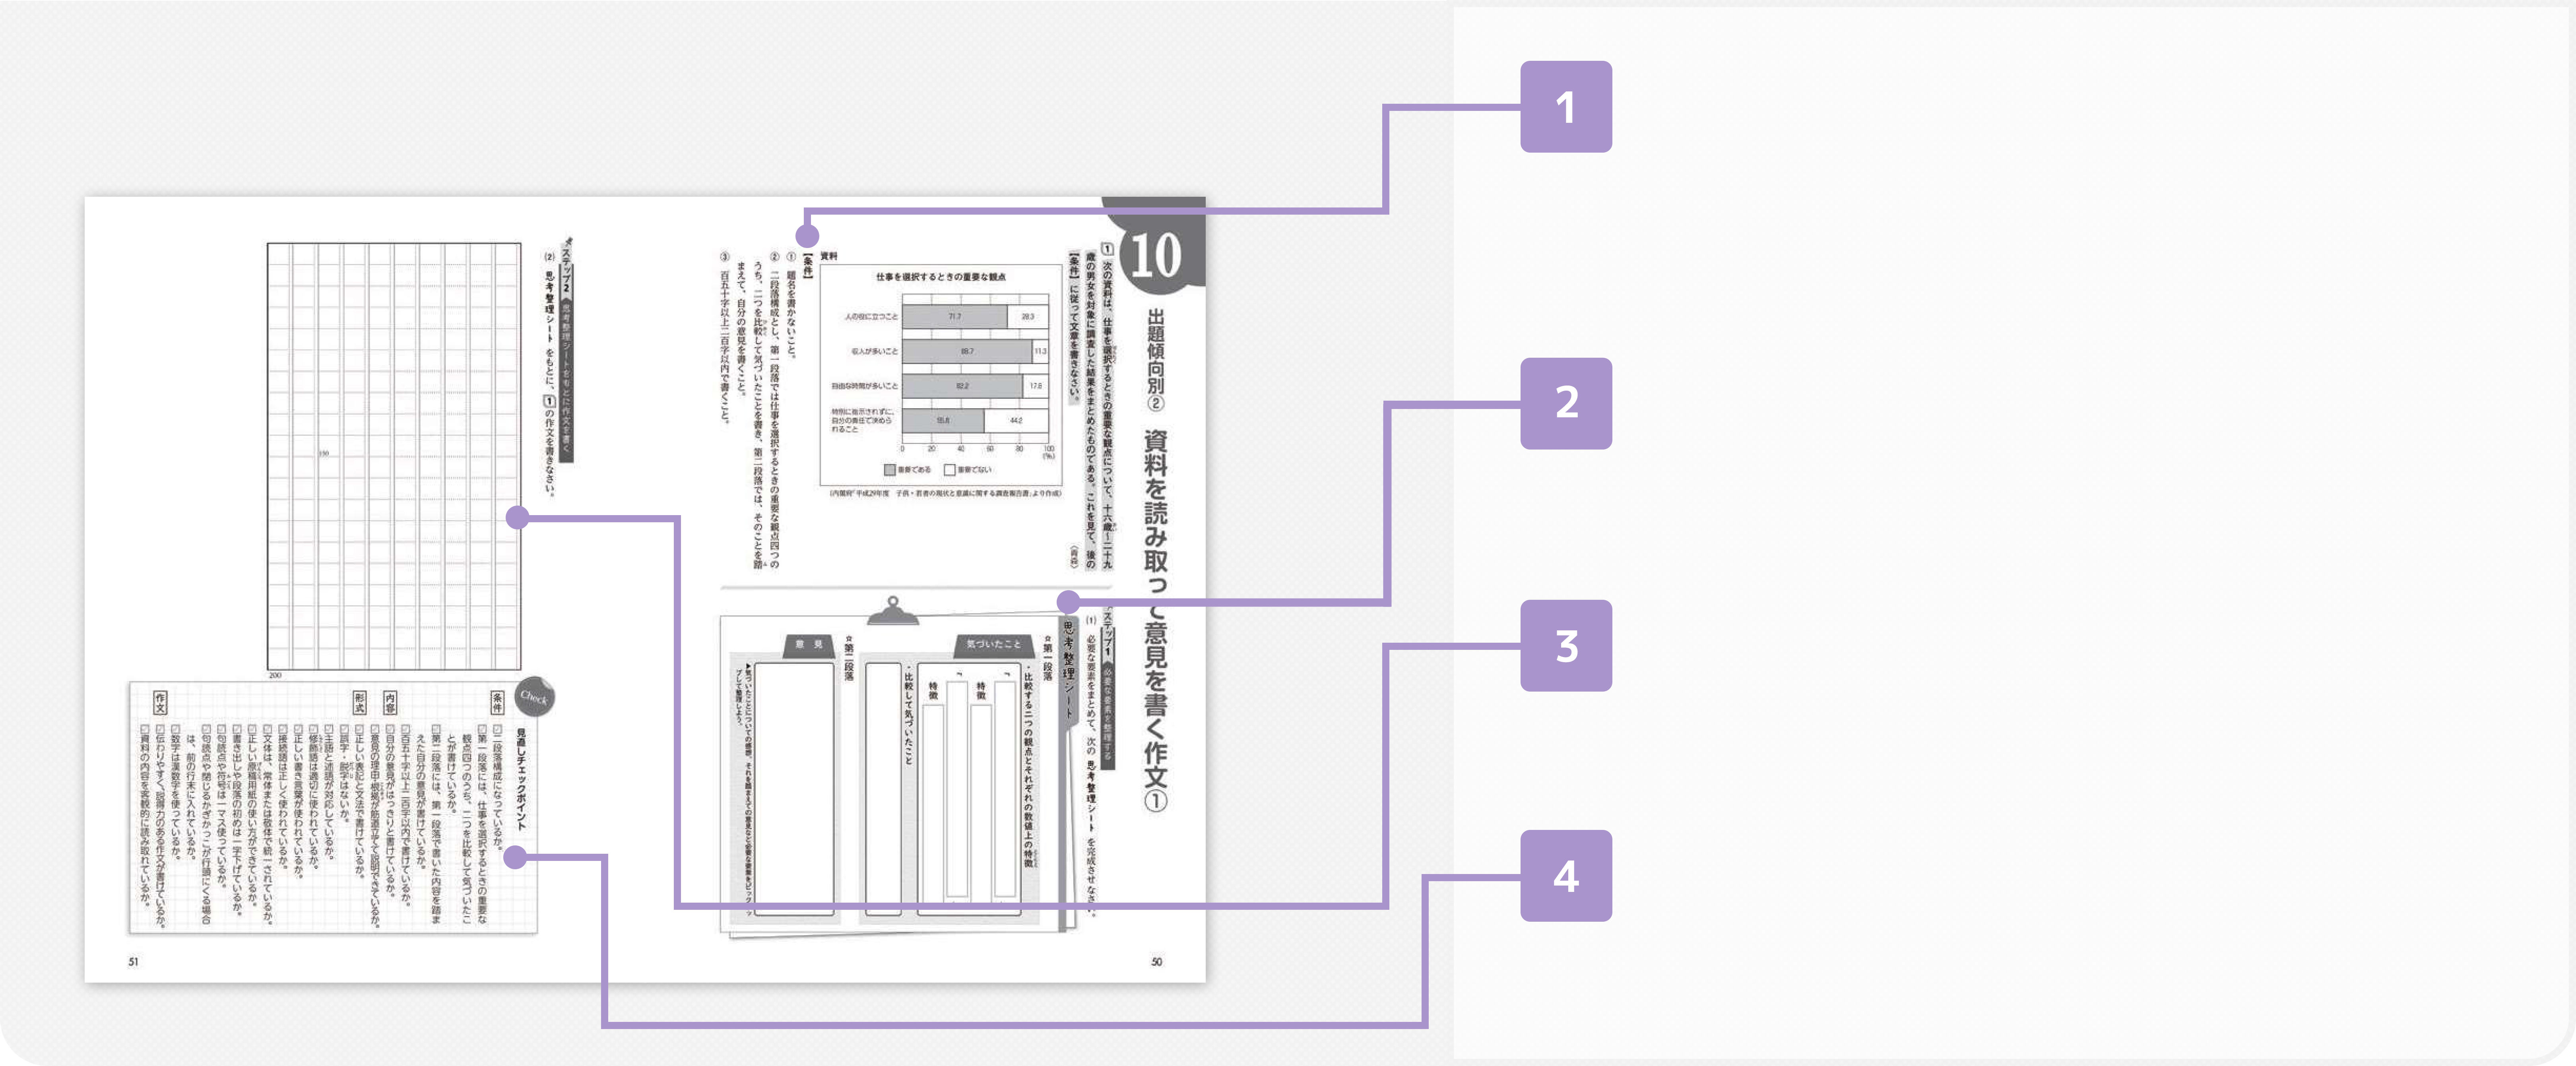 10
出題傾向別② 資料を読み取って意見を書く作文①
1 次の資料は、仕事を選択するときの重要な観点について、十六歳～二十九
歳の男女を対象に調査した結果をまとめたものである。これを見て、後の
【条件】に従って文章を書きなさい。
〈青森〉
資料
仕事を選択するときの重要な観点
人の役に立つこと 71.7 28.3
収入が多いこと 88.7 11.3
自由な時間が多いこと 82.2 17.8
特別に指示されずに、
自分の責任で決めら
れること 55.8 44.2
0 20 40 60 80 100
(%)
重要である 重要でない
(内閣府「平成29年度 子供・若者の現状と意識に関する調査報告書」より作成)
【条件】
① 題名を書かないこと。
② 二段落構成とし、第一段落では仕事を選択するときの重要な観点四つの
うち、二つを比較して気づいたことを書き、第二段落では、そのことを踏
まえて、自分の意見を書くこと。
③ 百五十字以上二百字以内で書くこと。
ステップ1 必要な要素を整理する
(1) 必要な要素をまとめて、次の 思考整理シート を完成させなさい。
思考整理シート
☆第一段落
気づいたこと
・比較する二つの観点とそれぞれの数値上の特徴
「
特徴
「
特徴
・比較して気づいたこと
☆第二段落
意見
▶気づいたことについての感想、それを踏まえての意見など必要な要素をピックアッ
プして整理しよう。
50
ステップ2 思考整理シートをもとに作文を書く
(2) 思考整理シート をもとに、1の作文を書きなさい。
150
200
Check
見直しチェックポイント
条件
二段落構成になっているか。
第一段落には、仕事を選択するときの重要な
観点四つのうち、二つを比較して気づいたこ
とが書けているか。
第二段落には、第一段落で書いた内容を踏ま
えた自分の意見が書けているか。
百五十字以上二百字以内で書けているか。
内容
自分の意見がはっきりと書けているか。
意見の理由・根拠が筋道立てて説明できているか。
形式
正しい表記と文法で書けているか。
誤字・脱字はないか。
主語と述語が対応しているか。
修飾語は適切に使われているか。
正しい書き言葉が使われているか。
接続語は正しく使われているか。
文体は、常体または敬体で統一されているか。
正しい原稿用紙の使い方ができているか。
書き出しや段落の初めは一字下げているか。
句読点や符号は一マス使っているか。
句読点や閉じるかぎかっこが行頭にくる場合
は、前の行末に入れているか。
数字は漢数字を使っているか。
作文
伝わりやすく、説得力のある作文が書けているか。
資料の内容を客観的に読み取れているか。
51
1
2
3
4